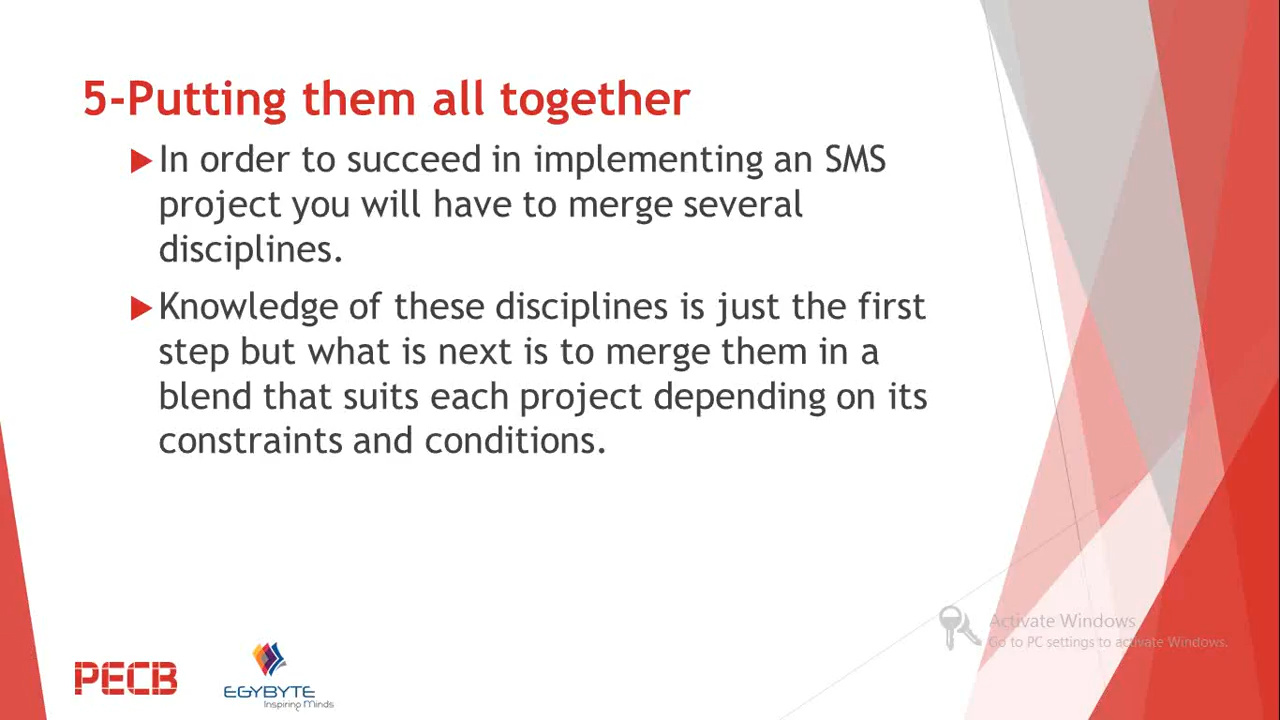 5-Putting them all together
In order to succeed in implementing an SMS
project you will have to merge several
disciplines.
Knowledge of these disciplines is just the first
step but what is next is to merge them in a
blend that suits each project depending on its
constraints and conditions.
Activate Windows
Go to PC settings to activate Windows.
PECB
EGYBYTE
Inspiring Minds